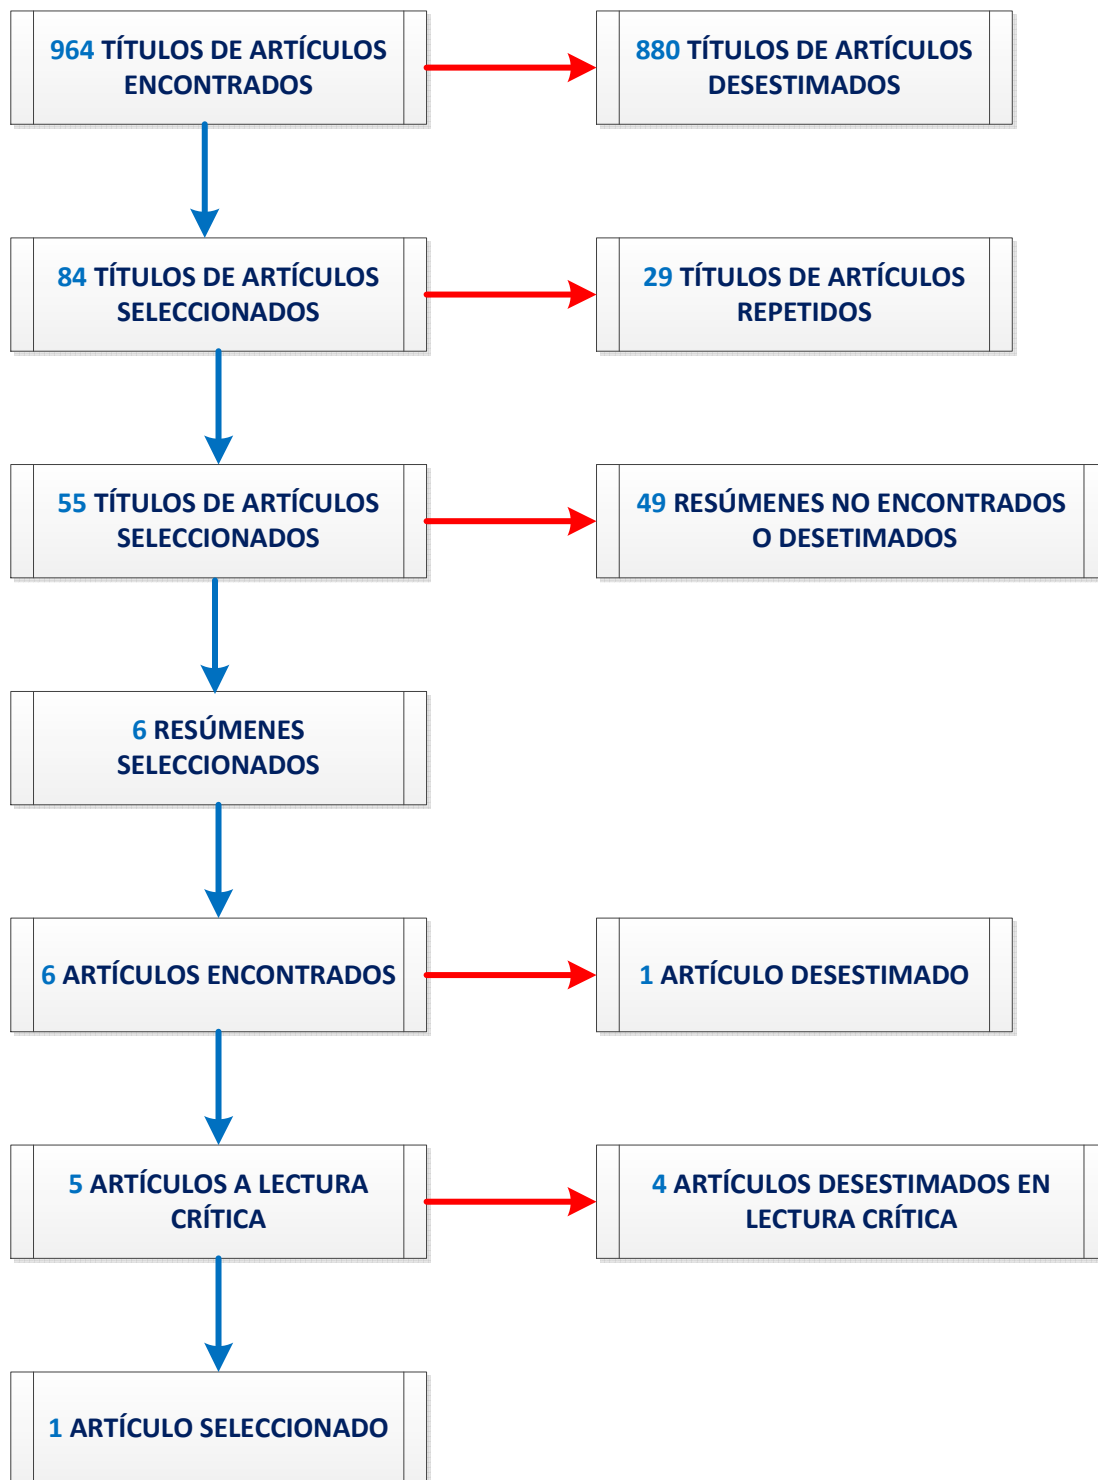 964 TÍTULOS DE ARTÍCULOS
ENCONTRADOS
880 TÍTULOS DE ARTÍCULOS
DESESTIMADOS
84 TÍTULOS DE ARTÍCULOS
SELECCIONADOS
29 TÍTULOS DE ARTÍCULOS
REPETIDOS
55 TÍTULOS DE ARTÍCULOS
SELECCIONADOS
49 RESÚMENES NO ENCONTRADOS
O DESETIMADOS
6 RESÚMENES
SELECCIONADOS
6 ARTÍCULOS ENCONTRADOS
1 ARTÍCULO DESESTIMADO
5 ARTÍCULOS A LECTURA
CRÍTICA
4 ARTÍCULOS DESESTIMADOS EN
LECTURA CRÍTICA
1 ARTÍCULO SELECCIONADO